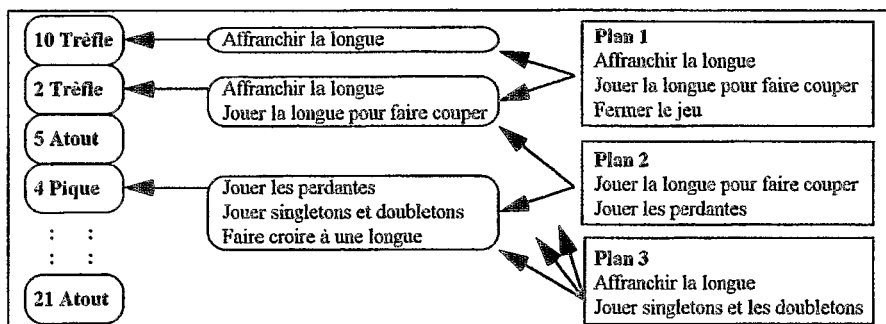 10 Trèfle
2 Trèfle
5 Atout
4 Pique
: :
: :
21 Atout
Affranchir la longue
Affranchir la longue
Jouer la longue pour faire couper
Jouer les perdantes
Jouer singletons et doubletons
Faire croire à une longue
Plan 1
Affranchir la longue
Jouer la longue pour faire couper
Fermer le jeu
Plan 2
Jouer la longue pour faire couper
Jouer les perdantes
Plan 3
Affranchir la longue
Jouer singletons et les doubletons